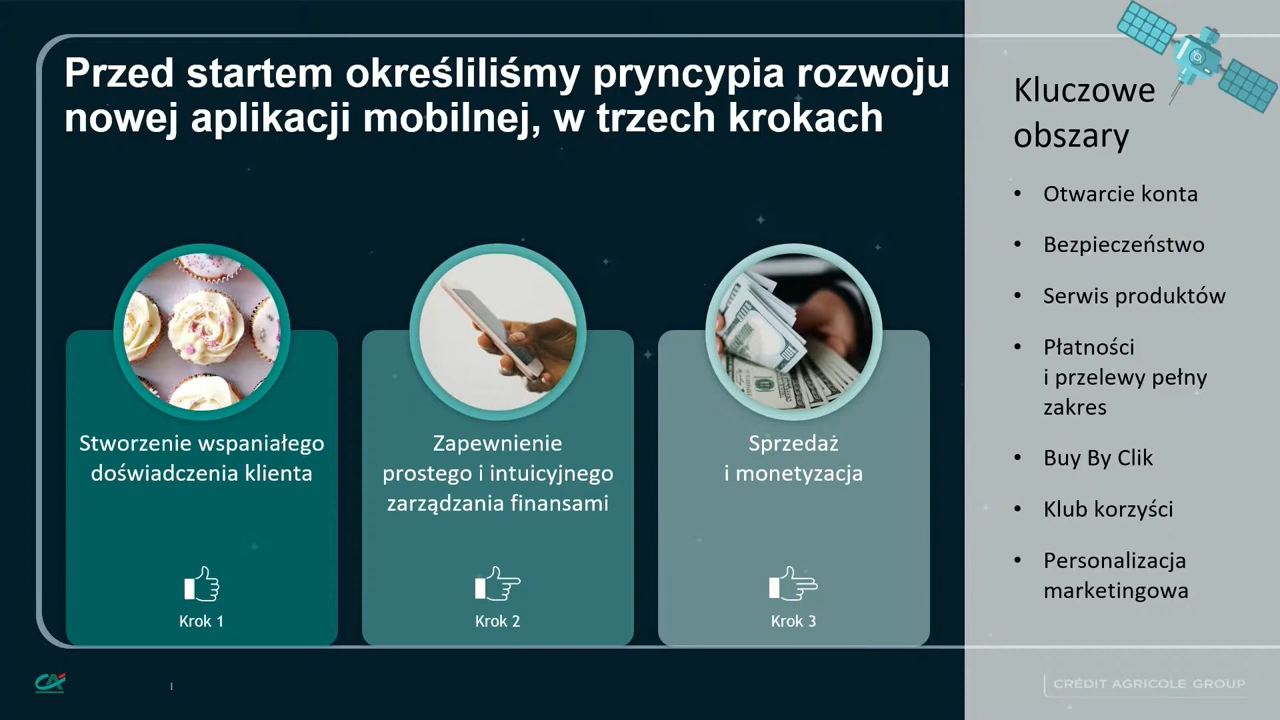 Przed startem określiliśmy pryncypia rozwoju
nowej aplikacji mobilnej, w trzech krokach
Stworzenie wspaniałego
doświadczenia klienta
Krok 1
Zapewnienie
prostego i intuicyjnego
zarządzania finansami
Krok 2
Sprzedaż
i monetyzacja
Krok 3
Kluczowe
obszary
• Otwarcie konta
• Bezpieczeństwo
• Serwis produktów
• Płatności
i przelewy pełny
zakres
• Buy By Clik
• Klub korzyści
• Personalizacja
marketingowa
CA
CRÉDIT AGRICOLE GROUP